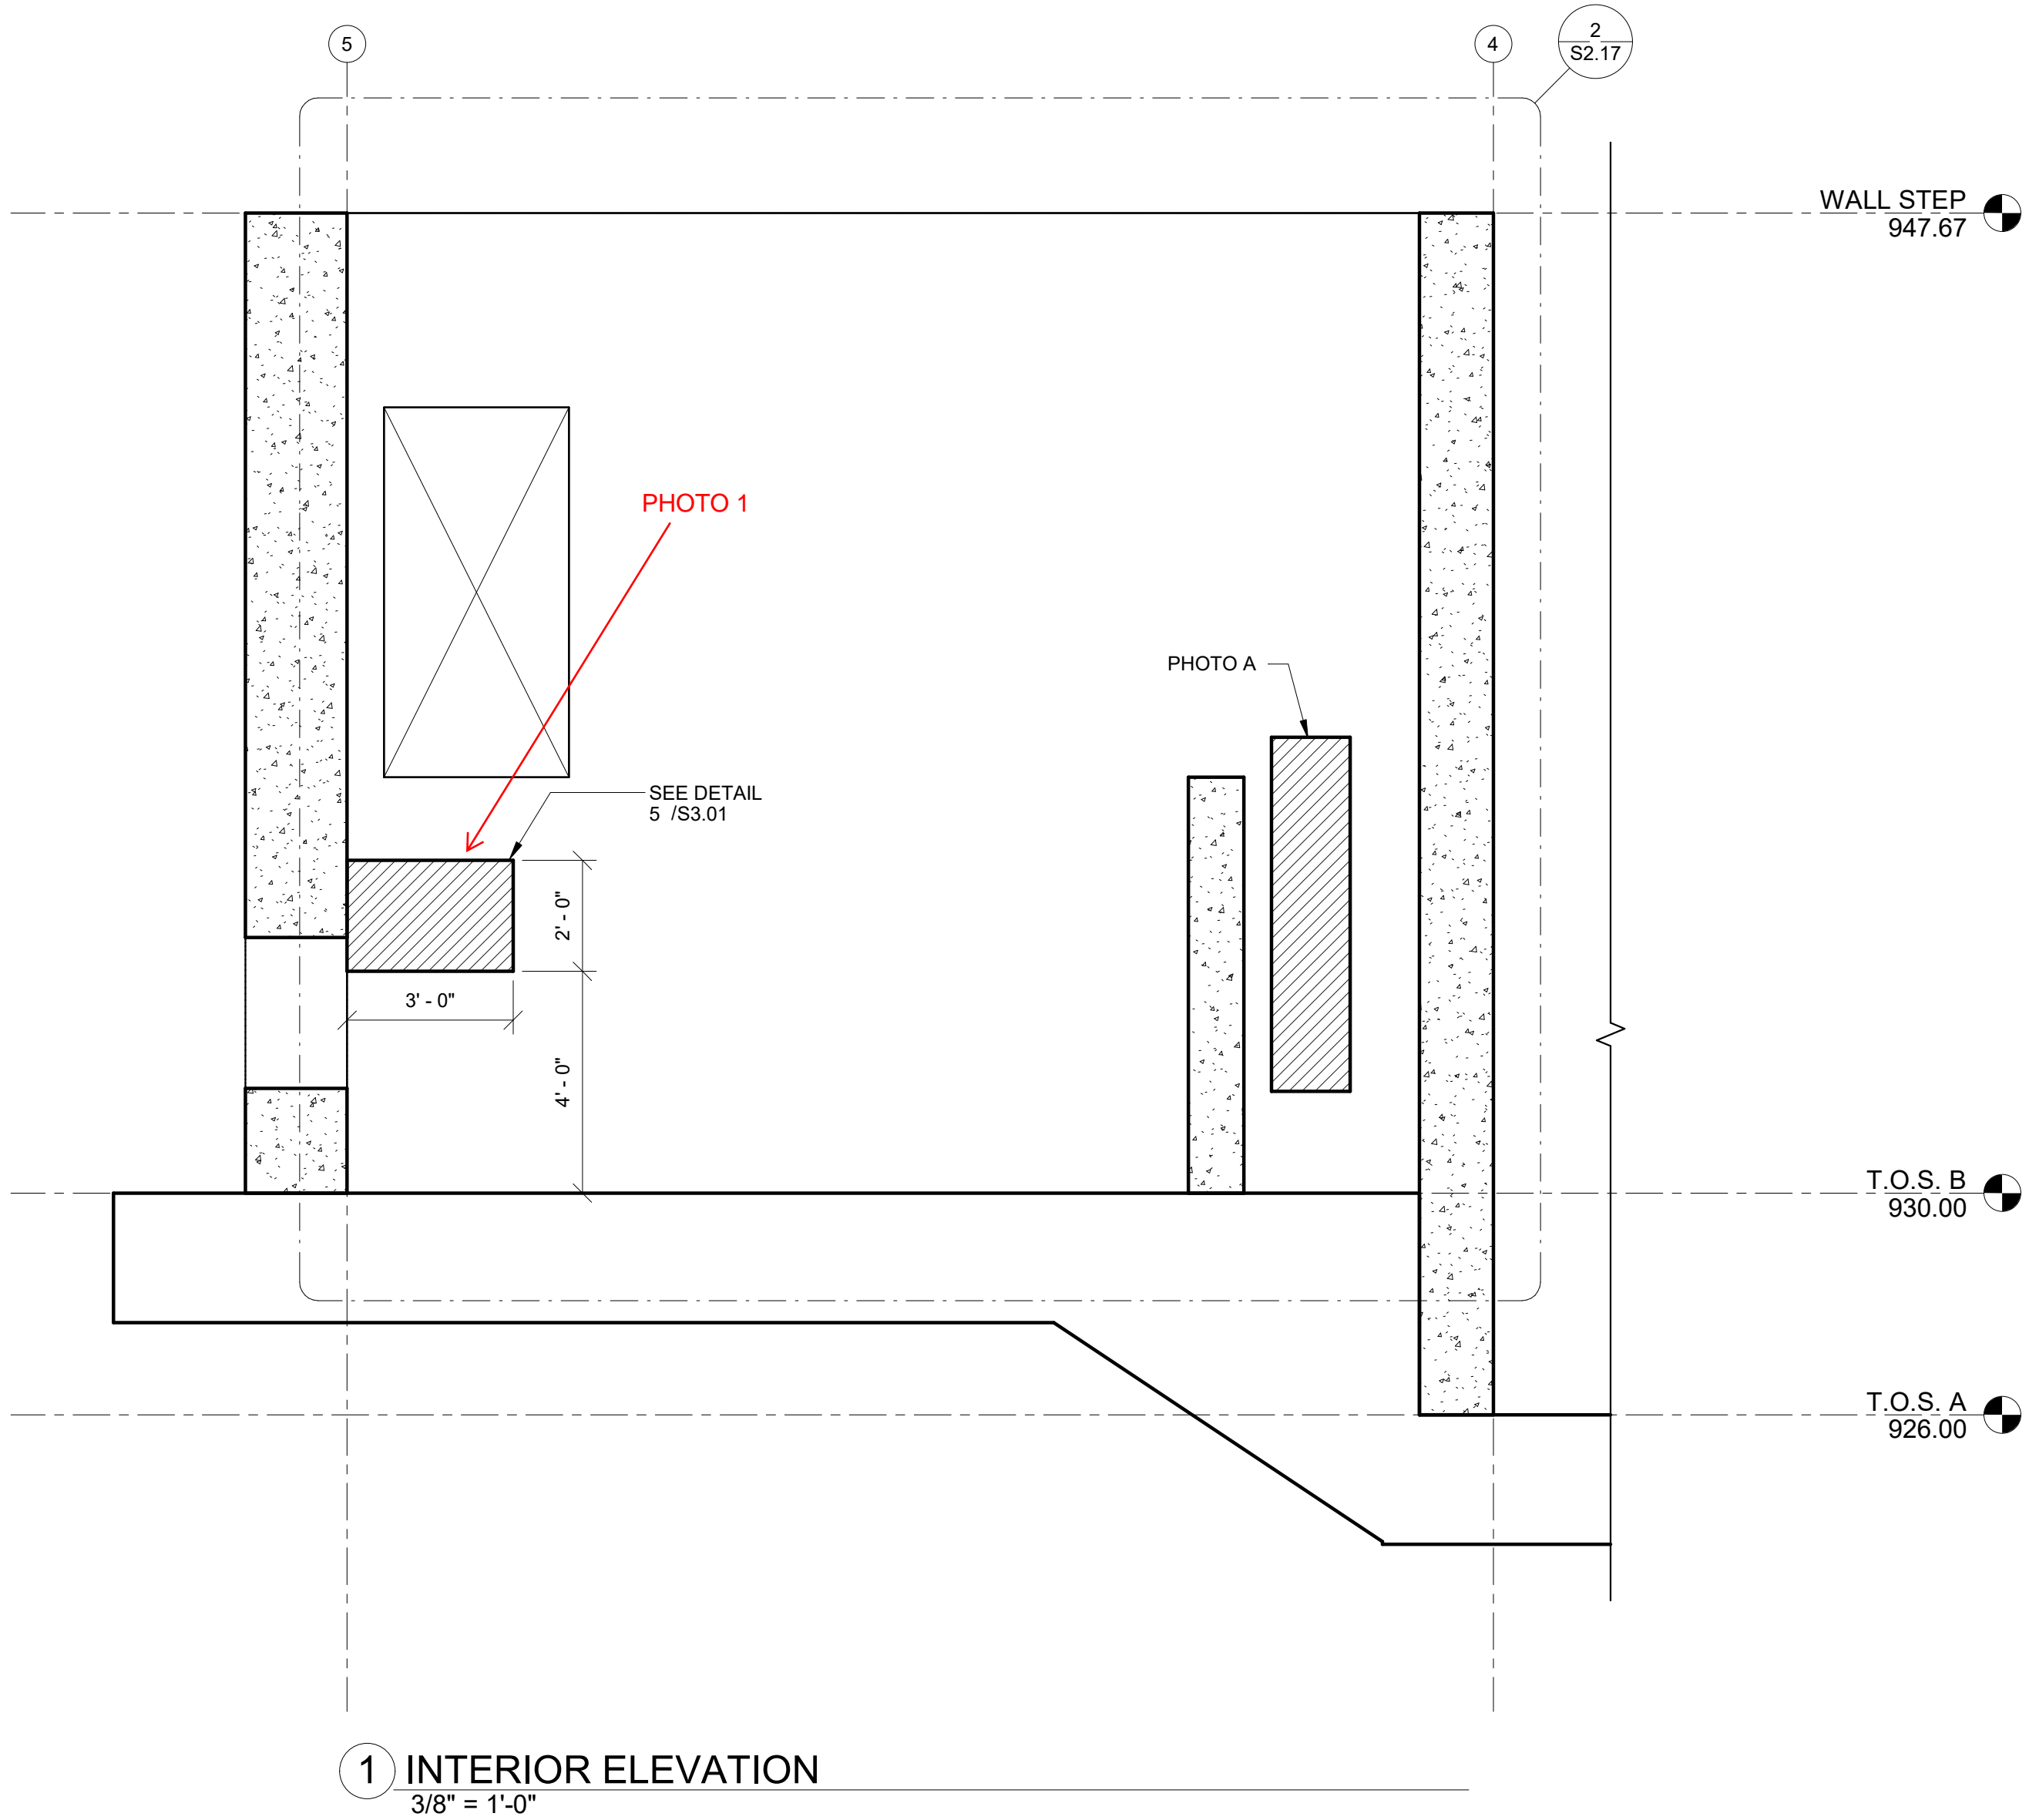 5
4
2
S2.17
WALL STEP
947.67
PHOTO 1
PHOTO A
SEE DETAIL
5 /S3.01
2' - 0"
3' - 0"
4' - 0"
T.O.S. B
930.00
T.O.S. A
926.00
1 INTERIOR ELEVATION
3/8" = 1'-0"